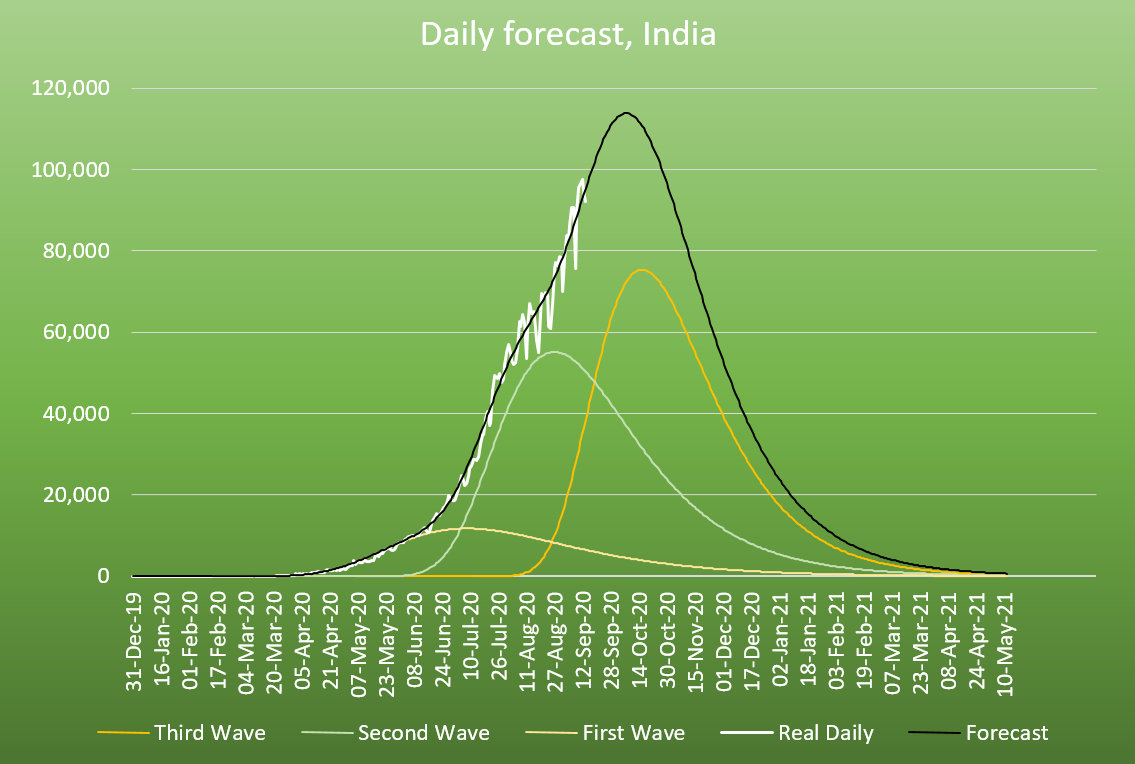 Daily forecast, India
120,000
100,000
80,000
60,000
40,000
20,000
0
31-Dec-19
16-Jan-20
01-Feb-20
17-Feb-20
04-Mar-20
20-Mar-20
05-Apr-20
21-Apr-20
07-May-20
23-May-20
08-Jun-20
24-Jun-20
10-Jul-20
26-Jul-20
11-Aug-20
27-Aug-20
12-Sep-20
28-Sep-20
14-Oct-20
30-Oct-20
15-Nov-20
01-Dec-20
17-Dec-20
02-Jan-21
18-Jan-21
03-Feb-21
19-Feb-21
07-Mar-21
23-Mar-21
08-Apr-21
24-Apr-21
10-May-21
Third Wave Second Wave First Wave Real Daily Forecast